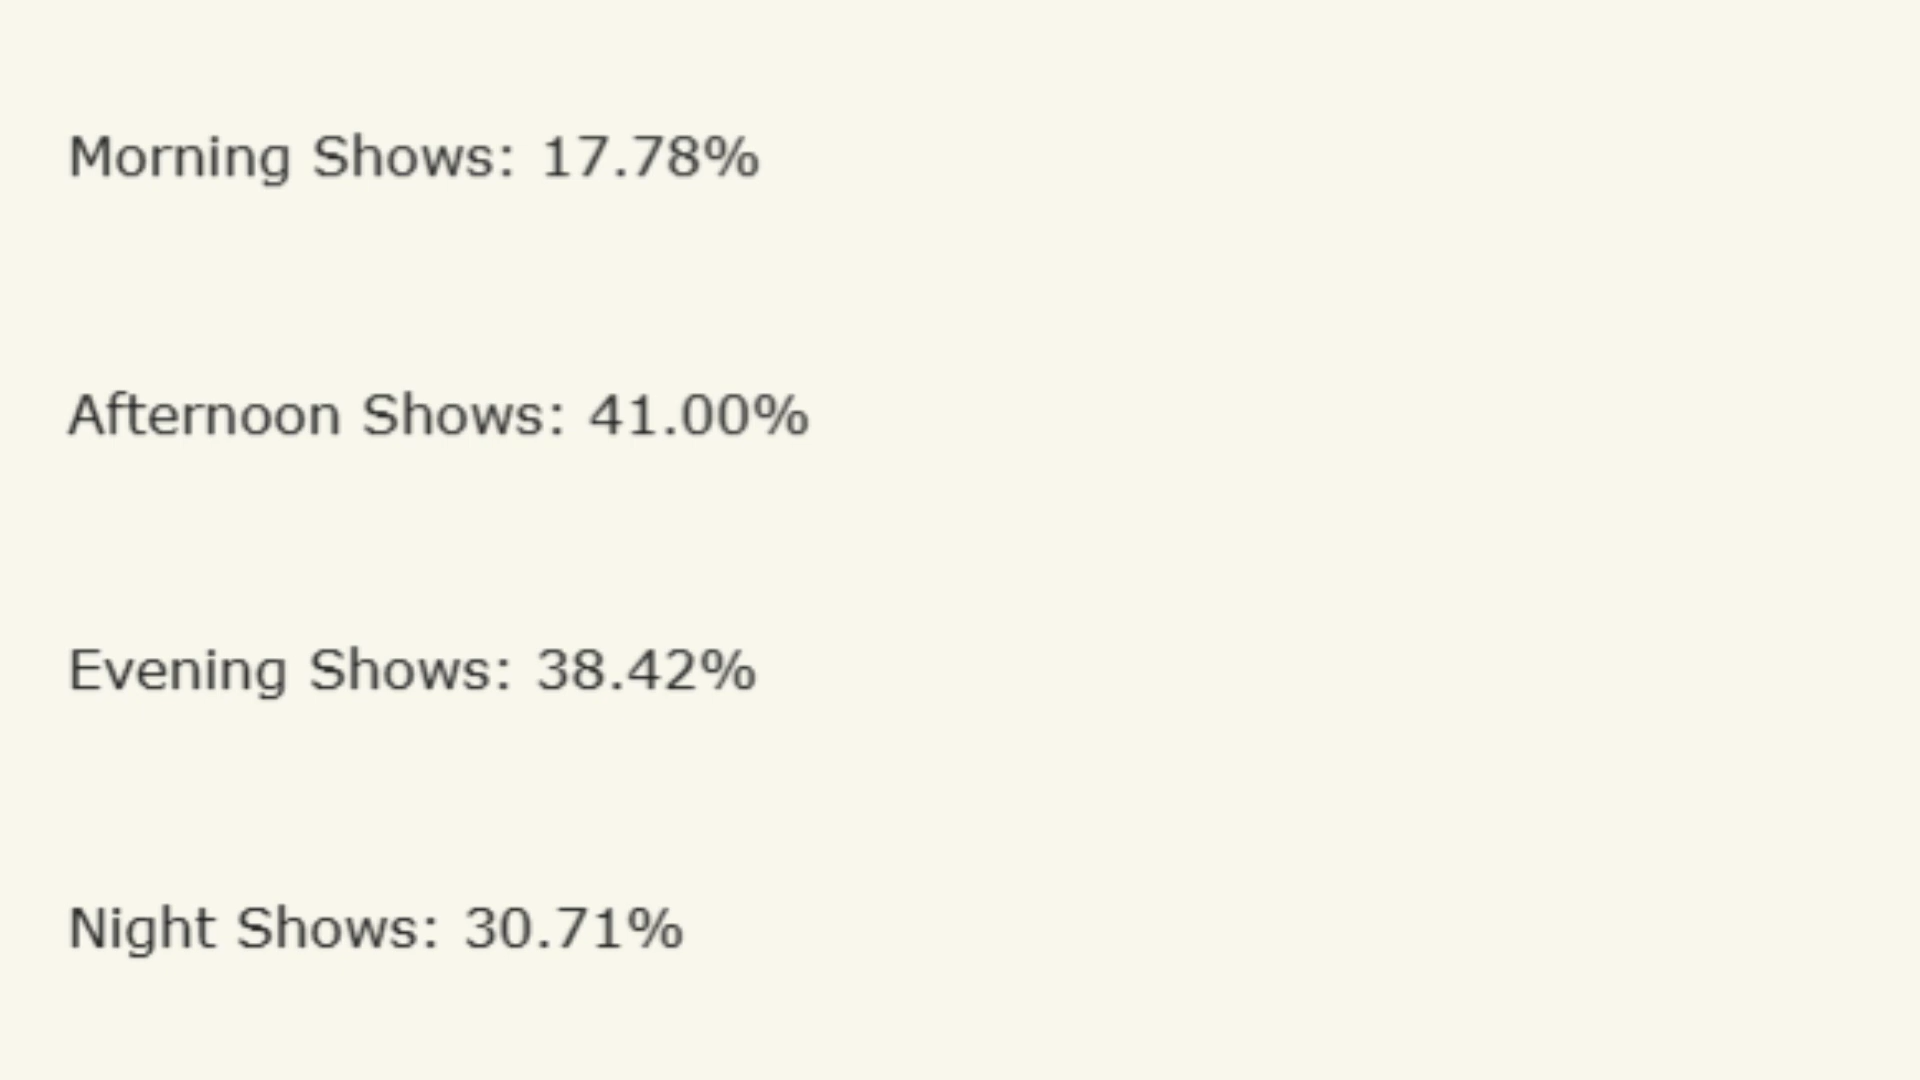 Morning Shows: 17.78%
Afternoon Shows: 41.00%
Evening Shows: 38.42%
Night Shows: 30.71%